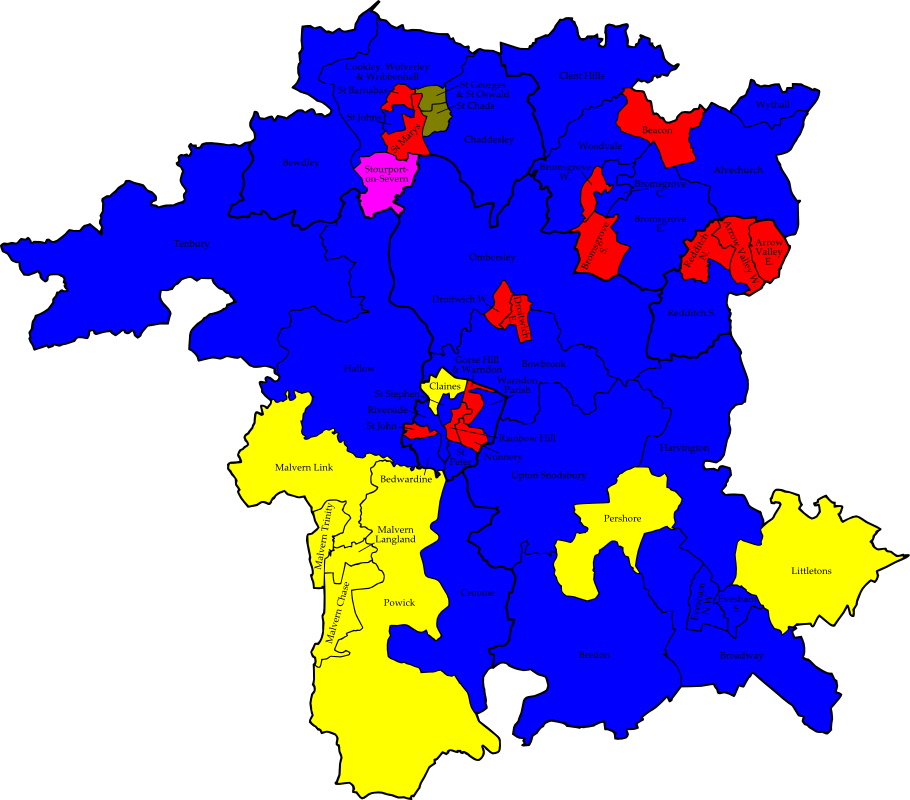 Cookley, Wolverley
& Wribbenhall
St Barnabas
St Georges
& St Oswald
St Chads
St Johns
St Marys
Chaddesley
Clent Hills
Wythall
Beacon
Woodvale
Bewdley
Stourport-
on-Severn
Bromsgrove
W.
Bromsgrove
C.
Alvechurch
Bromsgrove
E.
Bromsgrove
S.
Redditch
N.
Arrow
Valley W.
Arrow
Valley
E.
Tenbury
Ombersley
Droitwich W.
Droitwich
E.
Redditch S.
Hallow
Gorse Hill
& Warndon
Bowbrook
Claines
Warndon
Parish
St Stephen
Riverside
St John
Rainbow Hill
Nunnery
St
Peter
Harvington
Malvern Link
Bedwardine
Upton Snodsbury
Malvern Trinity
Malvern
Langland
Pershore
Littletons
Malvern Chase
Powick
Croome
Evesham
N.W.
Evesham
S.
Bredon
Broadway